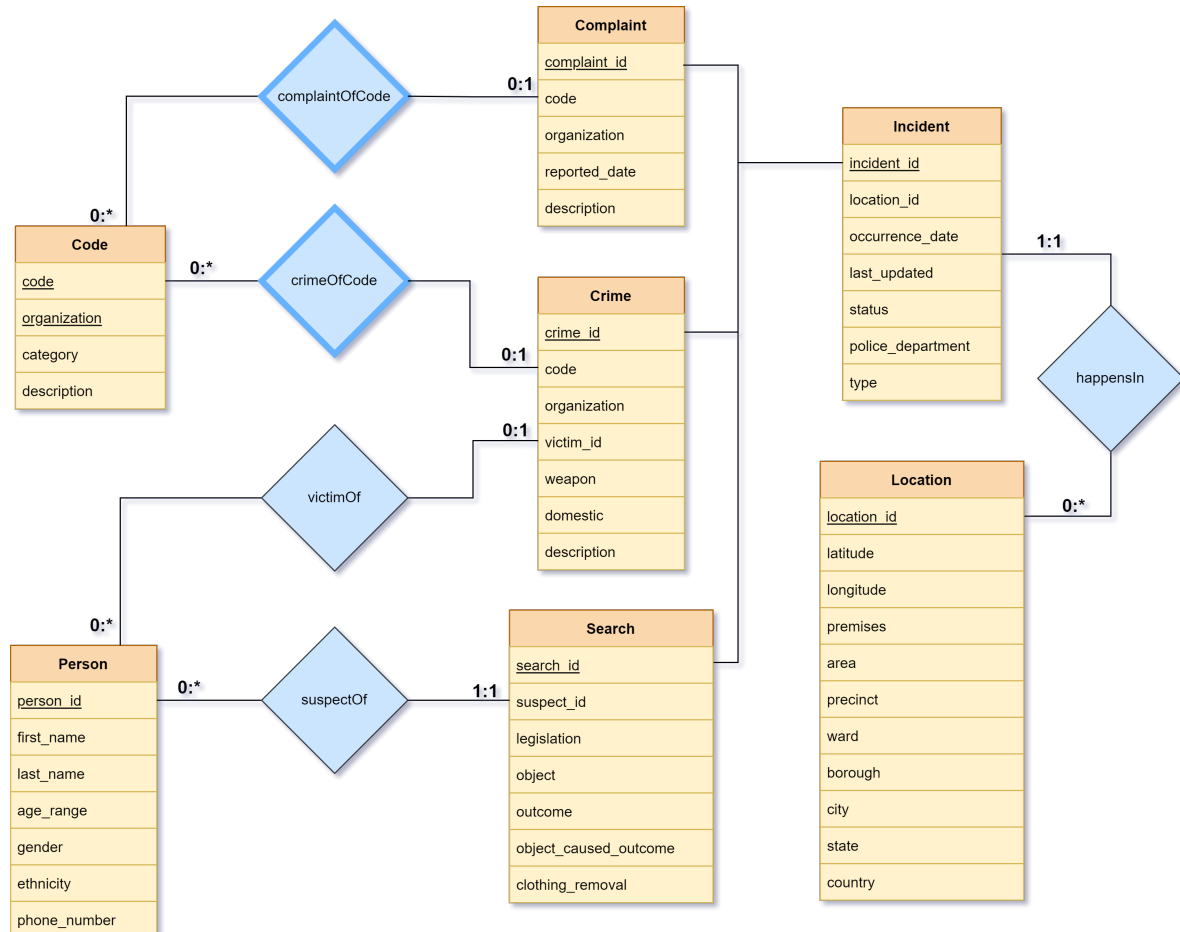 Complaint
complaint_id
code
organization
reported_date
description
complaintOfCode
0:1
0:*
Code
code
organization
category
description
0:*
crimeOfCode
0:1
Crime
crime_id
code
organization
victim_id
weapon
domestic
description
0:1
victimOf
0:*
Person
person_id
first_name
last_name
age_range
gender
ethnicity
phone_number
0:*
suspectOf
1:1
Search
search_id
suspect_id
legislation
object
outcome
object_caused_outcome
clothing_removal
Incident
incident_id
location_id
occurrence_date
last_updated
status
police_department
type
1:1
happensIn
0:*
Location
location_id
latitude
longitude
premises
area
precinct
ward
borough
city
state
country